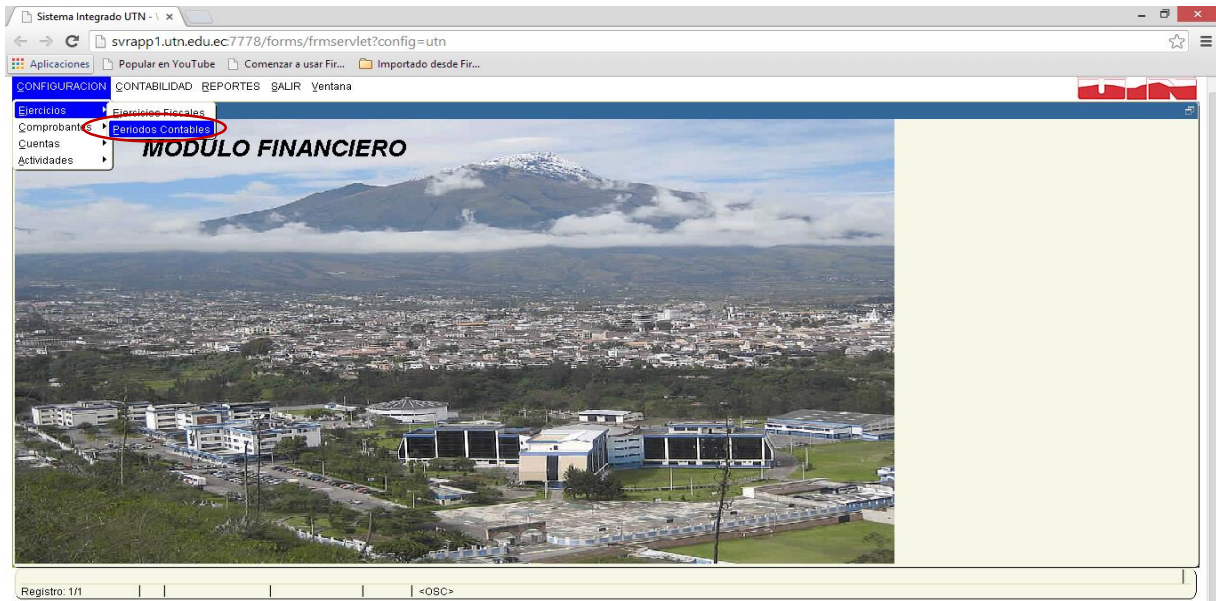 Sistema Integrado UTN - \
svrapp1.utn.edu.ec:7778/forms/frmservlet?config=utn
Aplicaciones Popular en YouTube Comenzar a usar Fir... Importado desde Fir...
CONFIGURACION CONTABILIDAD REPORTES SALIR Ventana
UTN
Ejercicios Ejercicios Fiscales
Comprobantes Periodos Contables
Cuentas
Actividades
MODULO FINANCIERO
Registro: 1/1 <OSC>